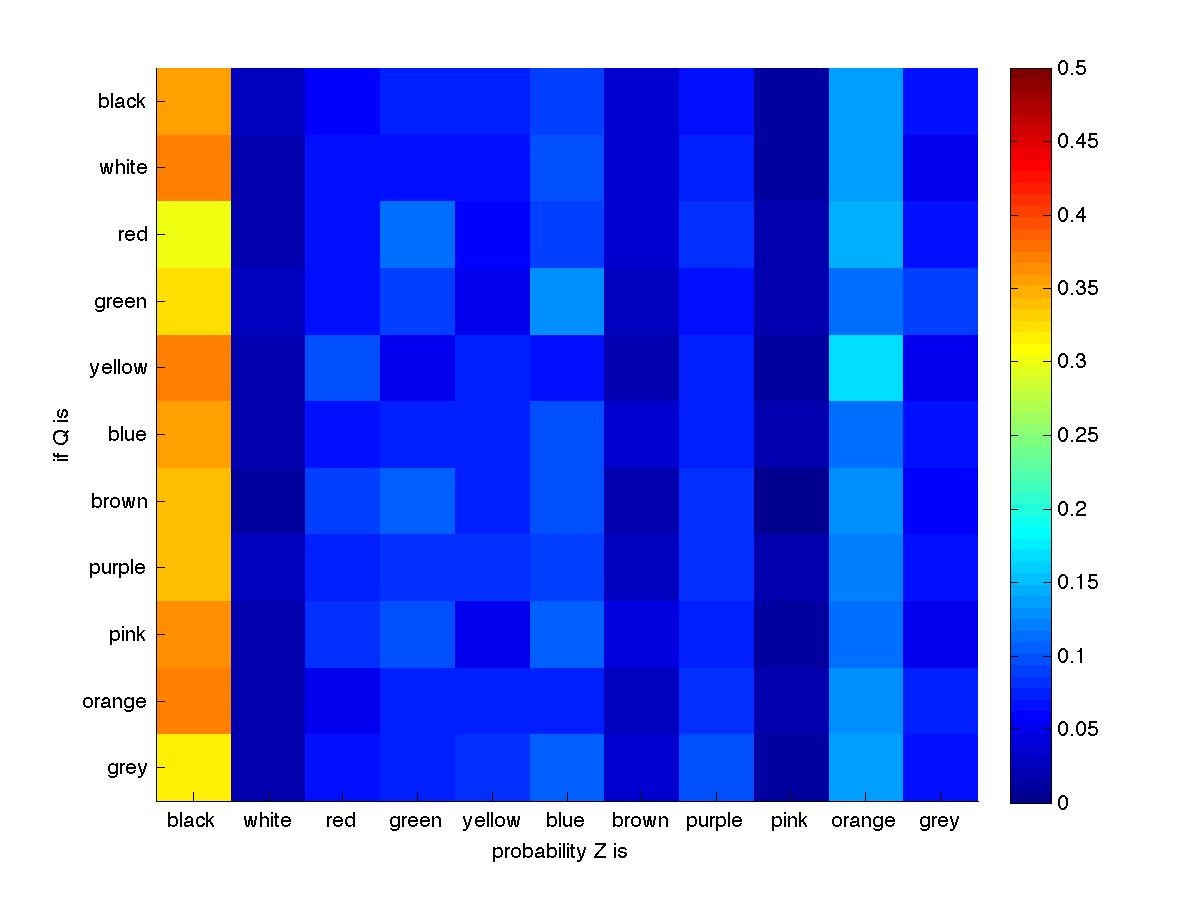 black
white
red
green
yellow
blue
brown
purple
pink
orange
grey
if Q is
black white red green yellow blue brown purple pink orange grey
probability Z is
0.5
0.45
0.4
0.35
0.3
0.25
0.2
0.15
0.1
0.05
0